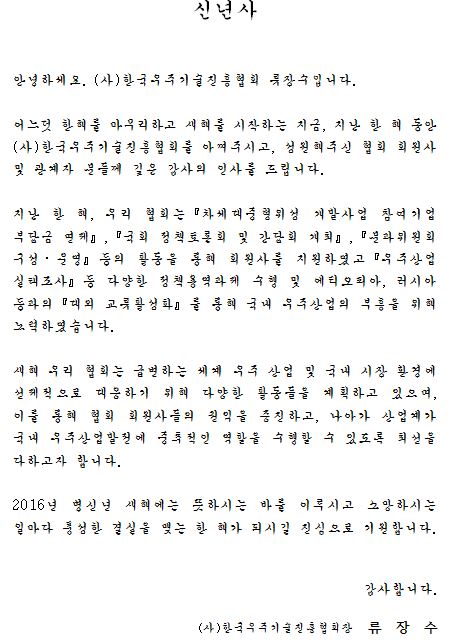 신년사
안녕하세요. (사)한국우주기술진흥협회 류장수입니다.
어느덧 한해를 마무리하고 새해를 시작하는 지금, 지난 한 해 동안
(사)한국우주기술진흥협회를 아껴주시고, 성원해주신 협회 회원사
및 관계자 분들께 깊은 감사의 인사를 드립니다.
지난 한 해, 우리 협회는 『차세대중형위성 개발사업 참여기업
부담금 면제』, 『국회 정책토론회 및 간담회 개최』, 『분과위원회
구성·운영』 등의 활동을 통해 회원사를 지원하였고 『우주산업
실태조사』 등 다양한 정책용역과제 수행 및 에티오피아, 러시아
등과의 『대외 교류활성화』를 통해 국내 우주산업의 부흥을 위해
노력하였습니다.
새해 우리 협회는 급변하는 세계 우주 산업 및 국내 시장 환경에
실제적으로 대응하기 위해 다양한 활동들을 계획하고 있으며,
이를 통해 협회 회원사들의 권익을 증진하고, 나아가 산업계가
국내 우주산업발전에 중추적인 역할을 수행할 수 있도록 최선을
다하고자 합니다.
2016년 병신년 새해에는 뜻하시는 바를 이루시고 소망하시는
일마다 풍성한 결실을 맺는 한 해가 되시길 진심으로 기원합니다.
감사합니다.
(사)한국우주기술진흥협회장 류 장 수